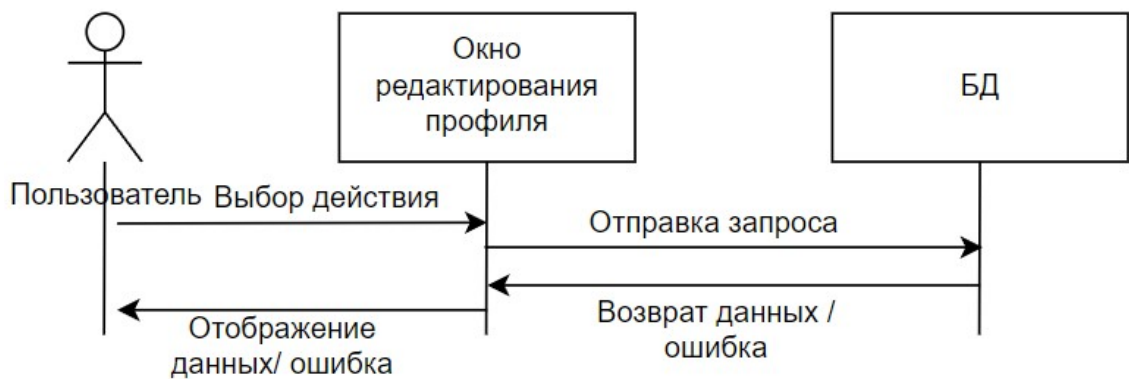 Окно
редактирования
профиля
БД
Пользователь
Выбор действия
Отправка запроса
Возврат данных /
ошибка
Отображение
данных/ ошибка